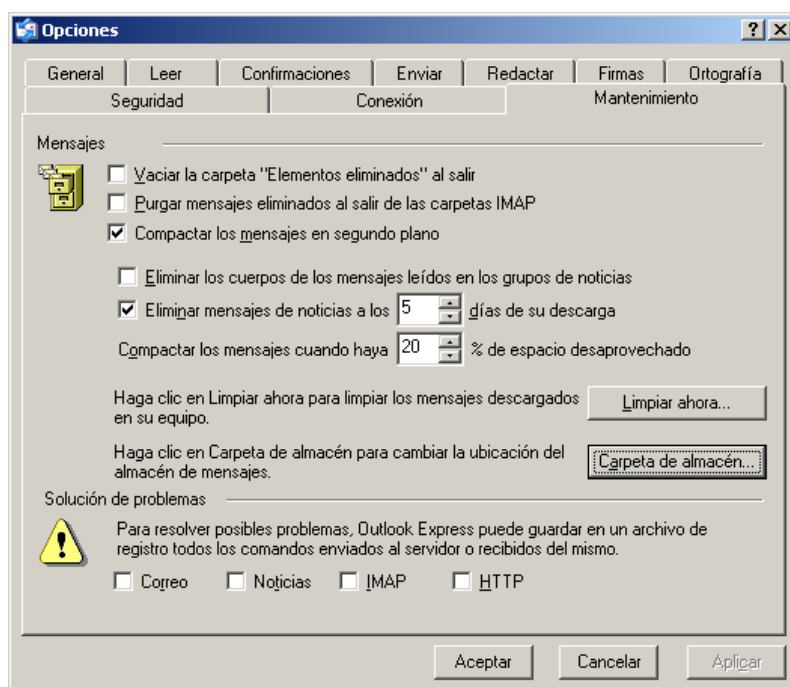 Opciones
General Leer Confirmaciones Enviar Redactar Firmas Ortografía
Seguridad Conexión Mantenimiento
Mensajes
Vaciar la carpeta "Elementos eliminados" al salir
Purgar mensajes eliminados al salir de las carpetas IMAP
Compactar los mensajes en segundo plano
Eliminar los cuerpos de los mensajes leídos en los grupos de noticias
Eliminar mensajes de noticias a los 5 días de su descarga
Compactar los mensajes cuando haya 20 % de espacio desaprovechado
Haga clic en Limpiar ahora para limpiar los mensajes descargados
en su equipo.
Limpiar ahora...
Haga clic en Carpeta de almacén para cambiar la ubicación del
almacén de mensajes.
Carpeta de almacén...
Solución de problemas
Para resolver posibles problemas, Outlook Express puede guardar en un archivo de
registro todos los comandos enviados al servidor o recibidos del mismo.
Correo Noticias IMAP HTTP
Aceptar Cancelar Aplicar